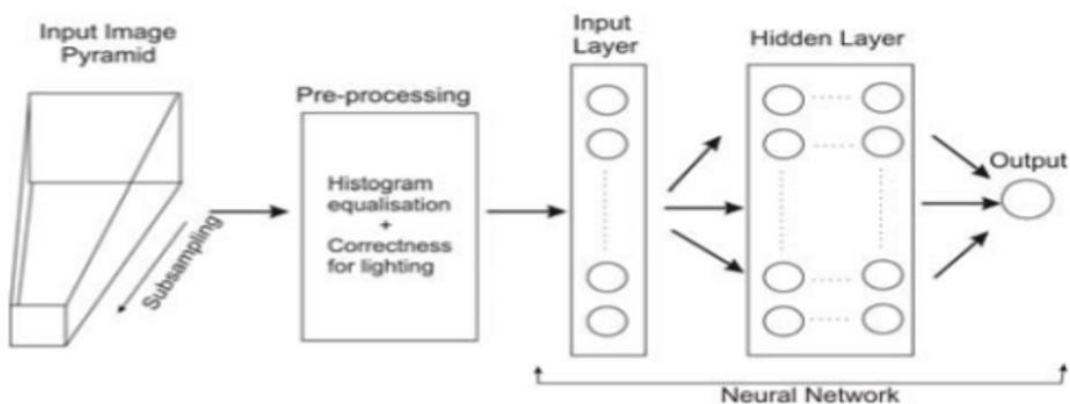 Input Image
Pyramid
Subsampling
Pre-processing
Histogram
equalisation
+
Correctness
for lighting
Input
Layer
Hidden Layer
Output
Neural Network